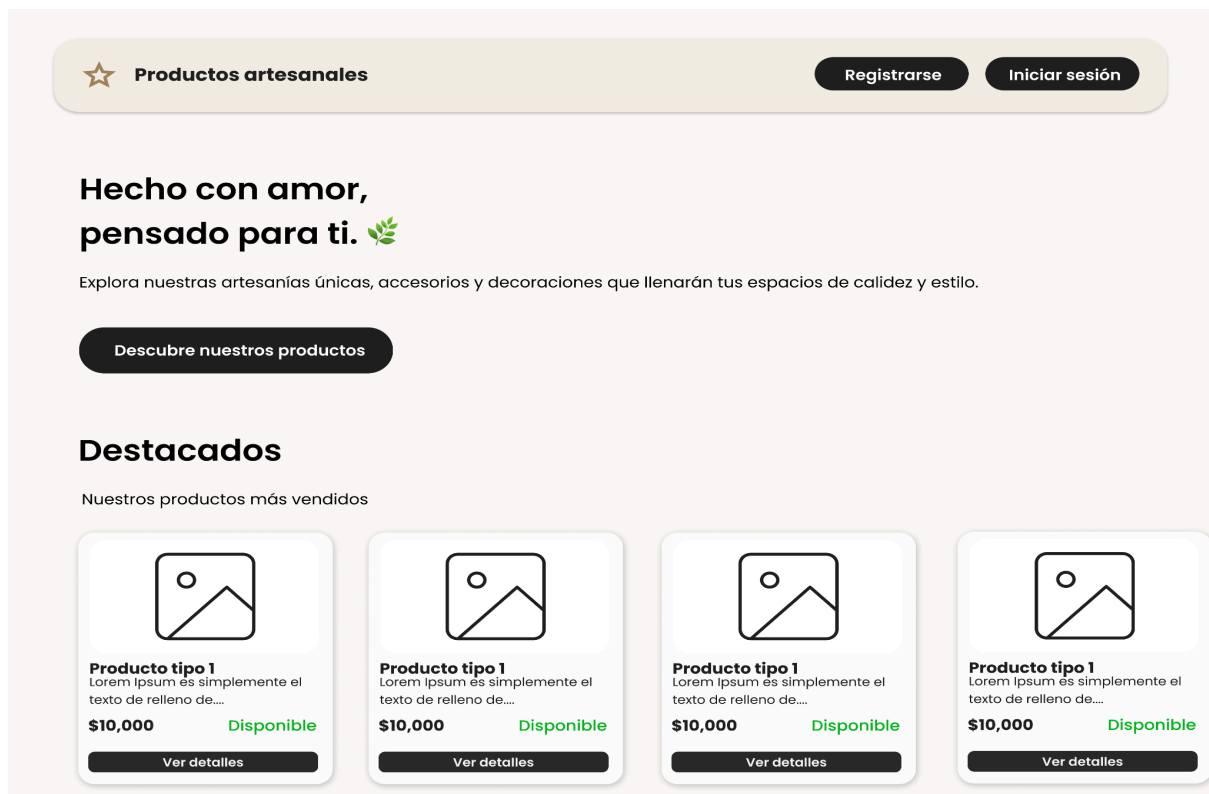 Productos artesanales
Registrarse
Iniciar sesión
Hecho con amor,
pensado para ti. 🌿
Explora nuestras artesanías únicas, accesorios y decoraciones que llenarán tus espacios de calidez y estilo.
Descubre nuestros productos
Destacados
Nuestros productos más vendidos
Producto tipo 1
Lorem Ipsum es simplemente el
texto de relleno de....
$10,000
Disponible
Ver detalles
Producto tipo 1
Lorem Ipsum es simplemente el
texto de relleno de....
$10,000
Disponible
Ver detalles
Producto tipo 1
Lorem Ipsum es simplemente el
texto de relleno de....
$10,000
Disponible
Ver detalles
Producto tipo 1
Lorem Ipsum es simplemente el
texto de relleno de....
$10,000
Disponible
Ver detalles